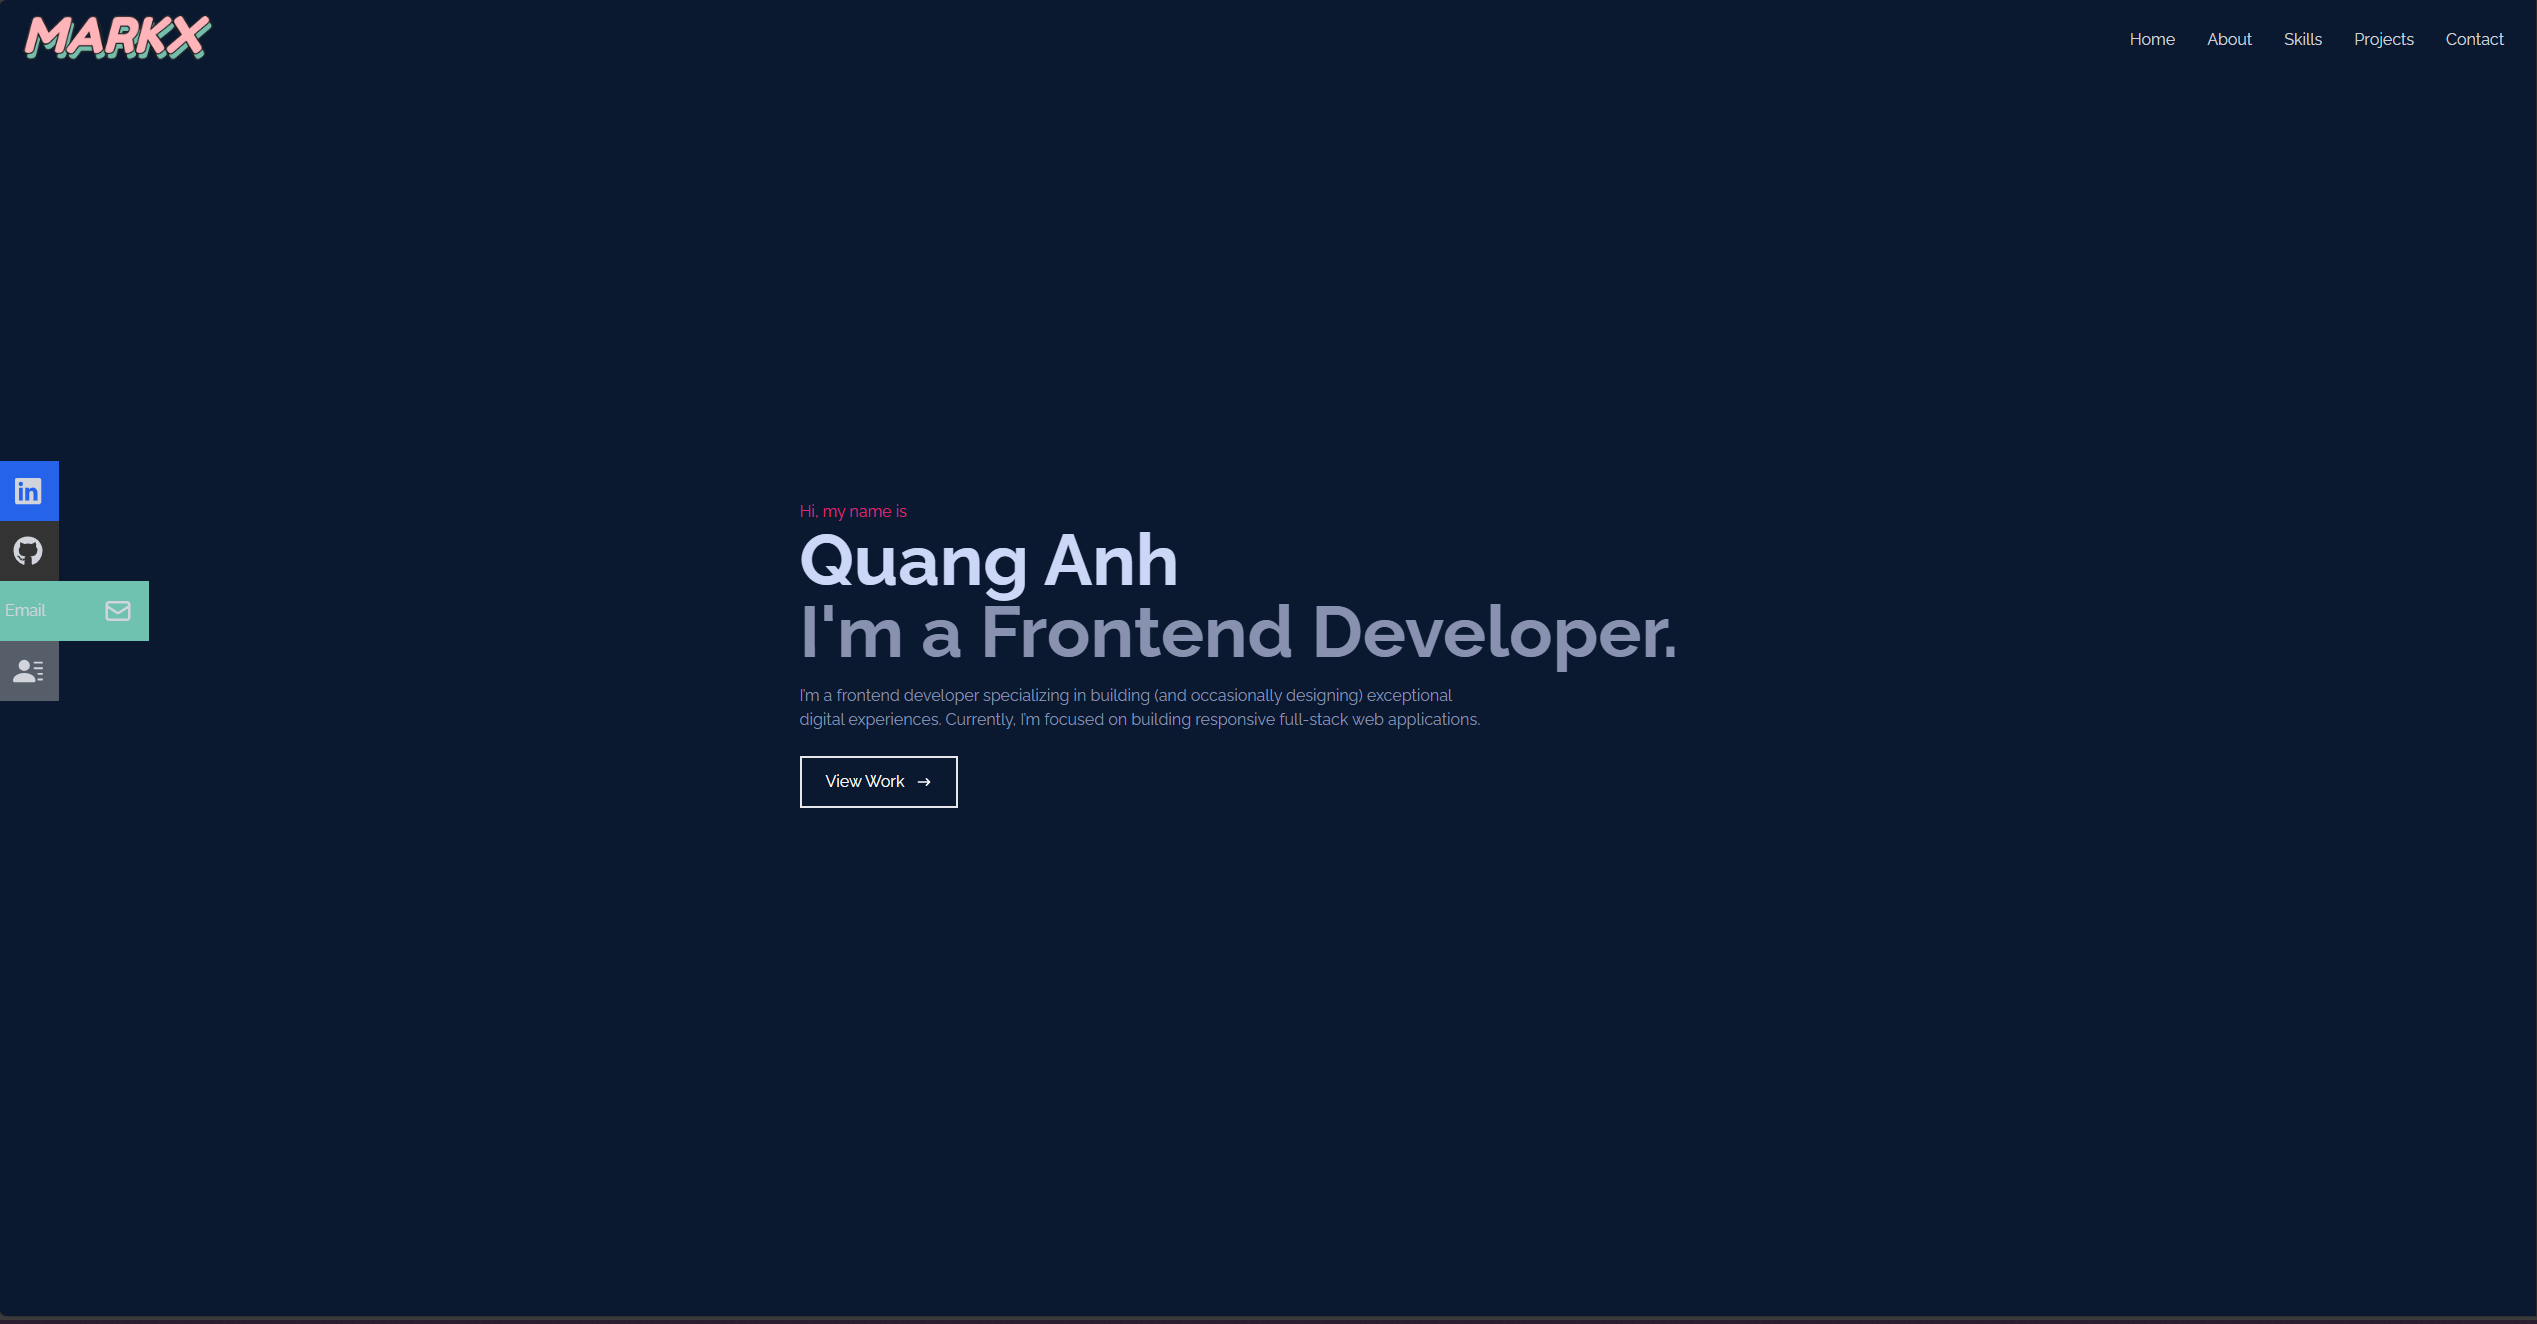 MARKX
Home About Skills Projects Contact
Hi, my name is
Quang Anh
I'm a Frontend Developer.
I'm a frontend developer specializing in building (and occasionally designing) exceptional
digital experiences. Currently, I'm focused on building responsive full-stack web applications.
View Work →
in
Email